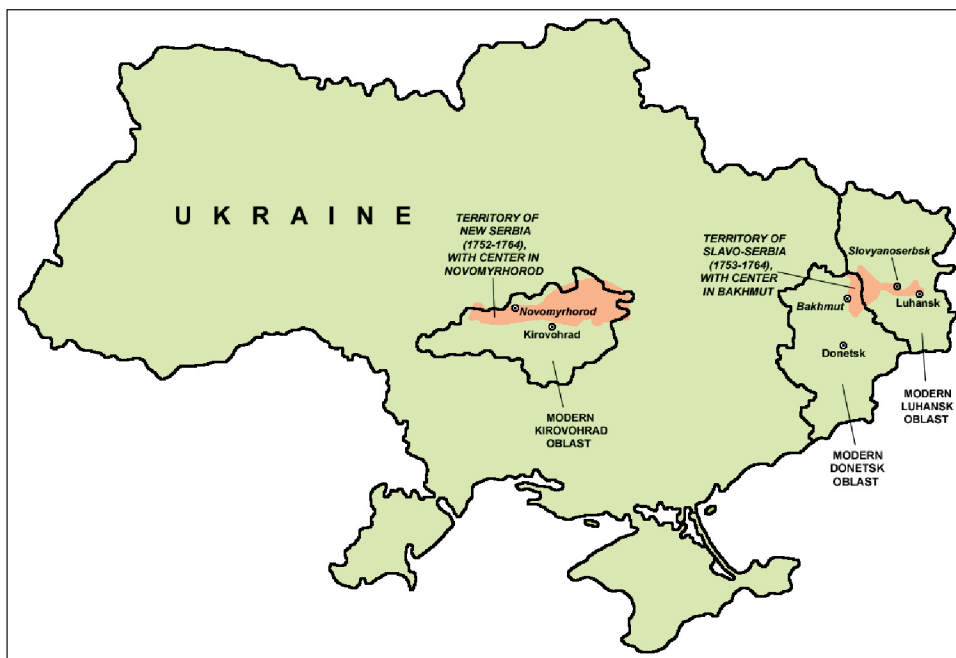 U K R A I N E
TERRITORY OF
NEW SERBIA
(1752-1764),
WITH CENTER IN
NOVOMYRHOROD
Novomyrhorod
Kirovohrad
MODERN
KIROVOHRAD
OBLAST
TERRITORY OF
SLAVO-SERBIA
(1753-1764),
WITH CENTER
IN BAKHMUT
Slovyanoserbsk
Bakhmut
Luhansk
Donetsk
MODERN
LUHANSK
OBLAST
MODERN
DONETSK
OBLAST